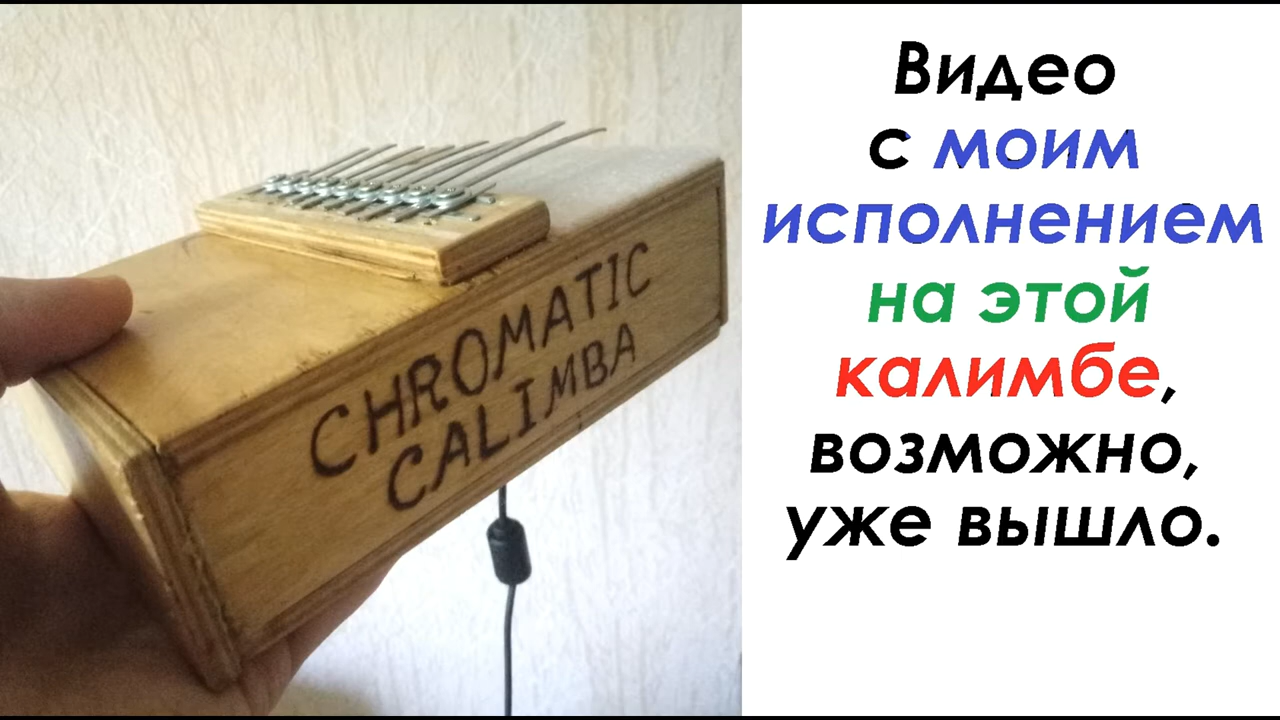 CHROMATIC
CALIMBA
Видео
с моим
исполнением
на этой
калимбе,
возможно,
уже вышло.